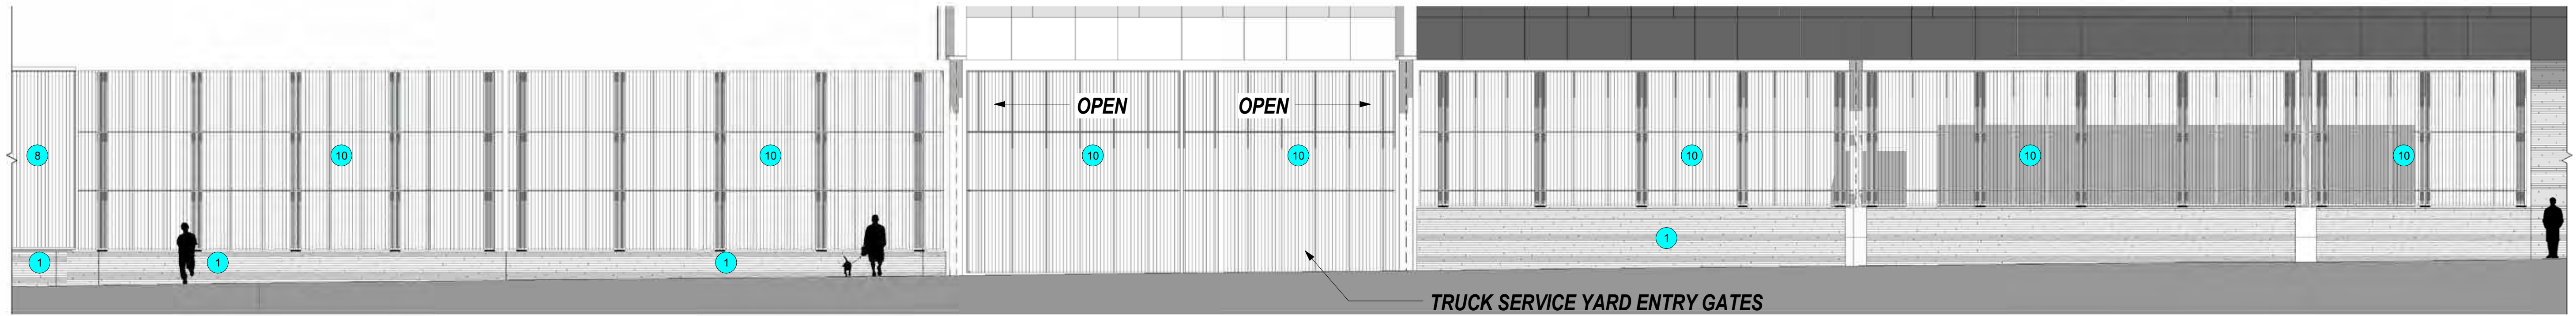 OPEN OPEN
8 10 10 10 10 10 10 10
1
1 1 1
TRUCK SERVICE YARD ENTRY GATES